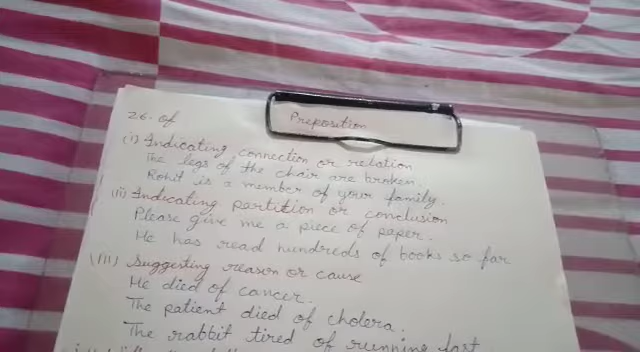 Preposition
26. of
(i) Indicating connection or relation
The legs of the chair are broken.
Rohit is a member of your family.
(ii) Indicating partition or conclusion
Please give me a piece of paper.
He has read hundreds of books so far
(iii) Suggesting reason or cause
He died of cancer.
The patient died of cholera.
The rabbit tired of running fast